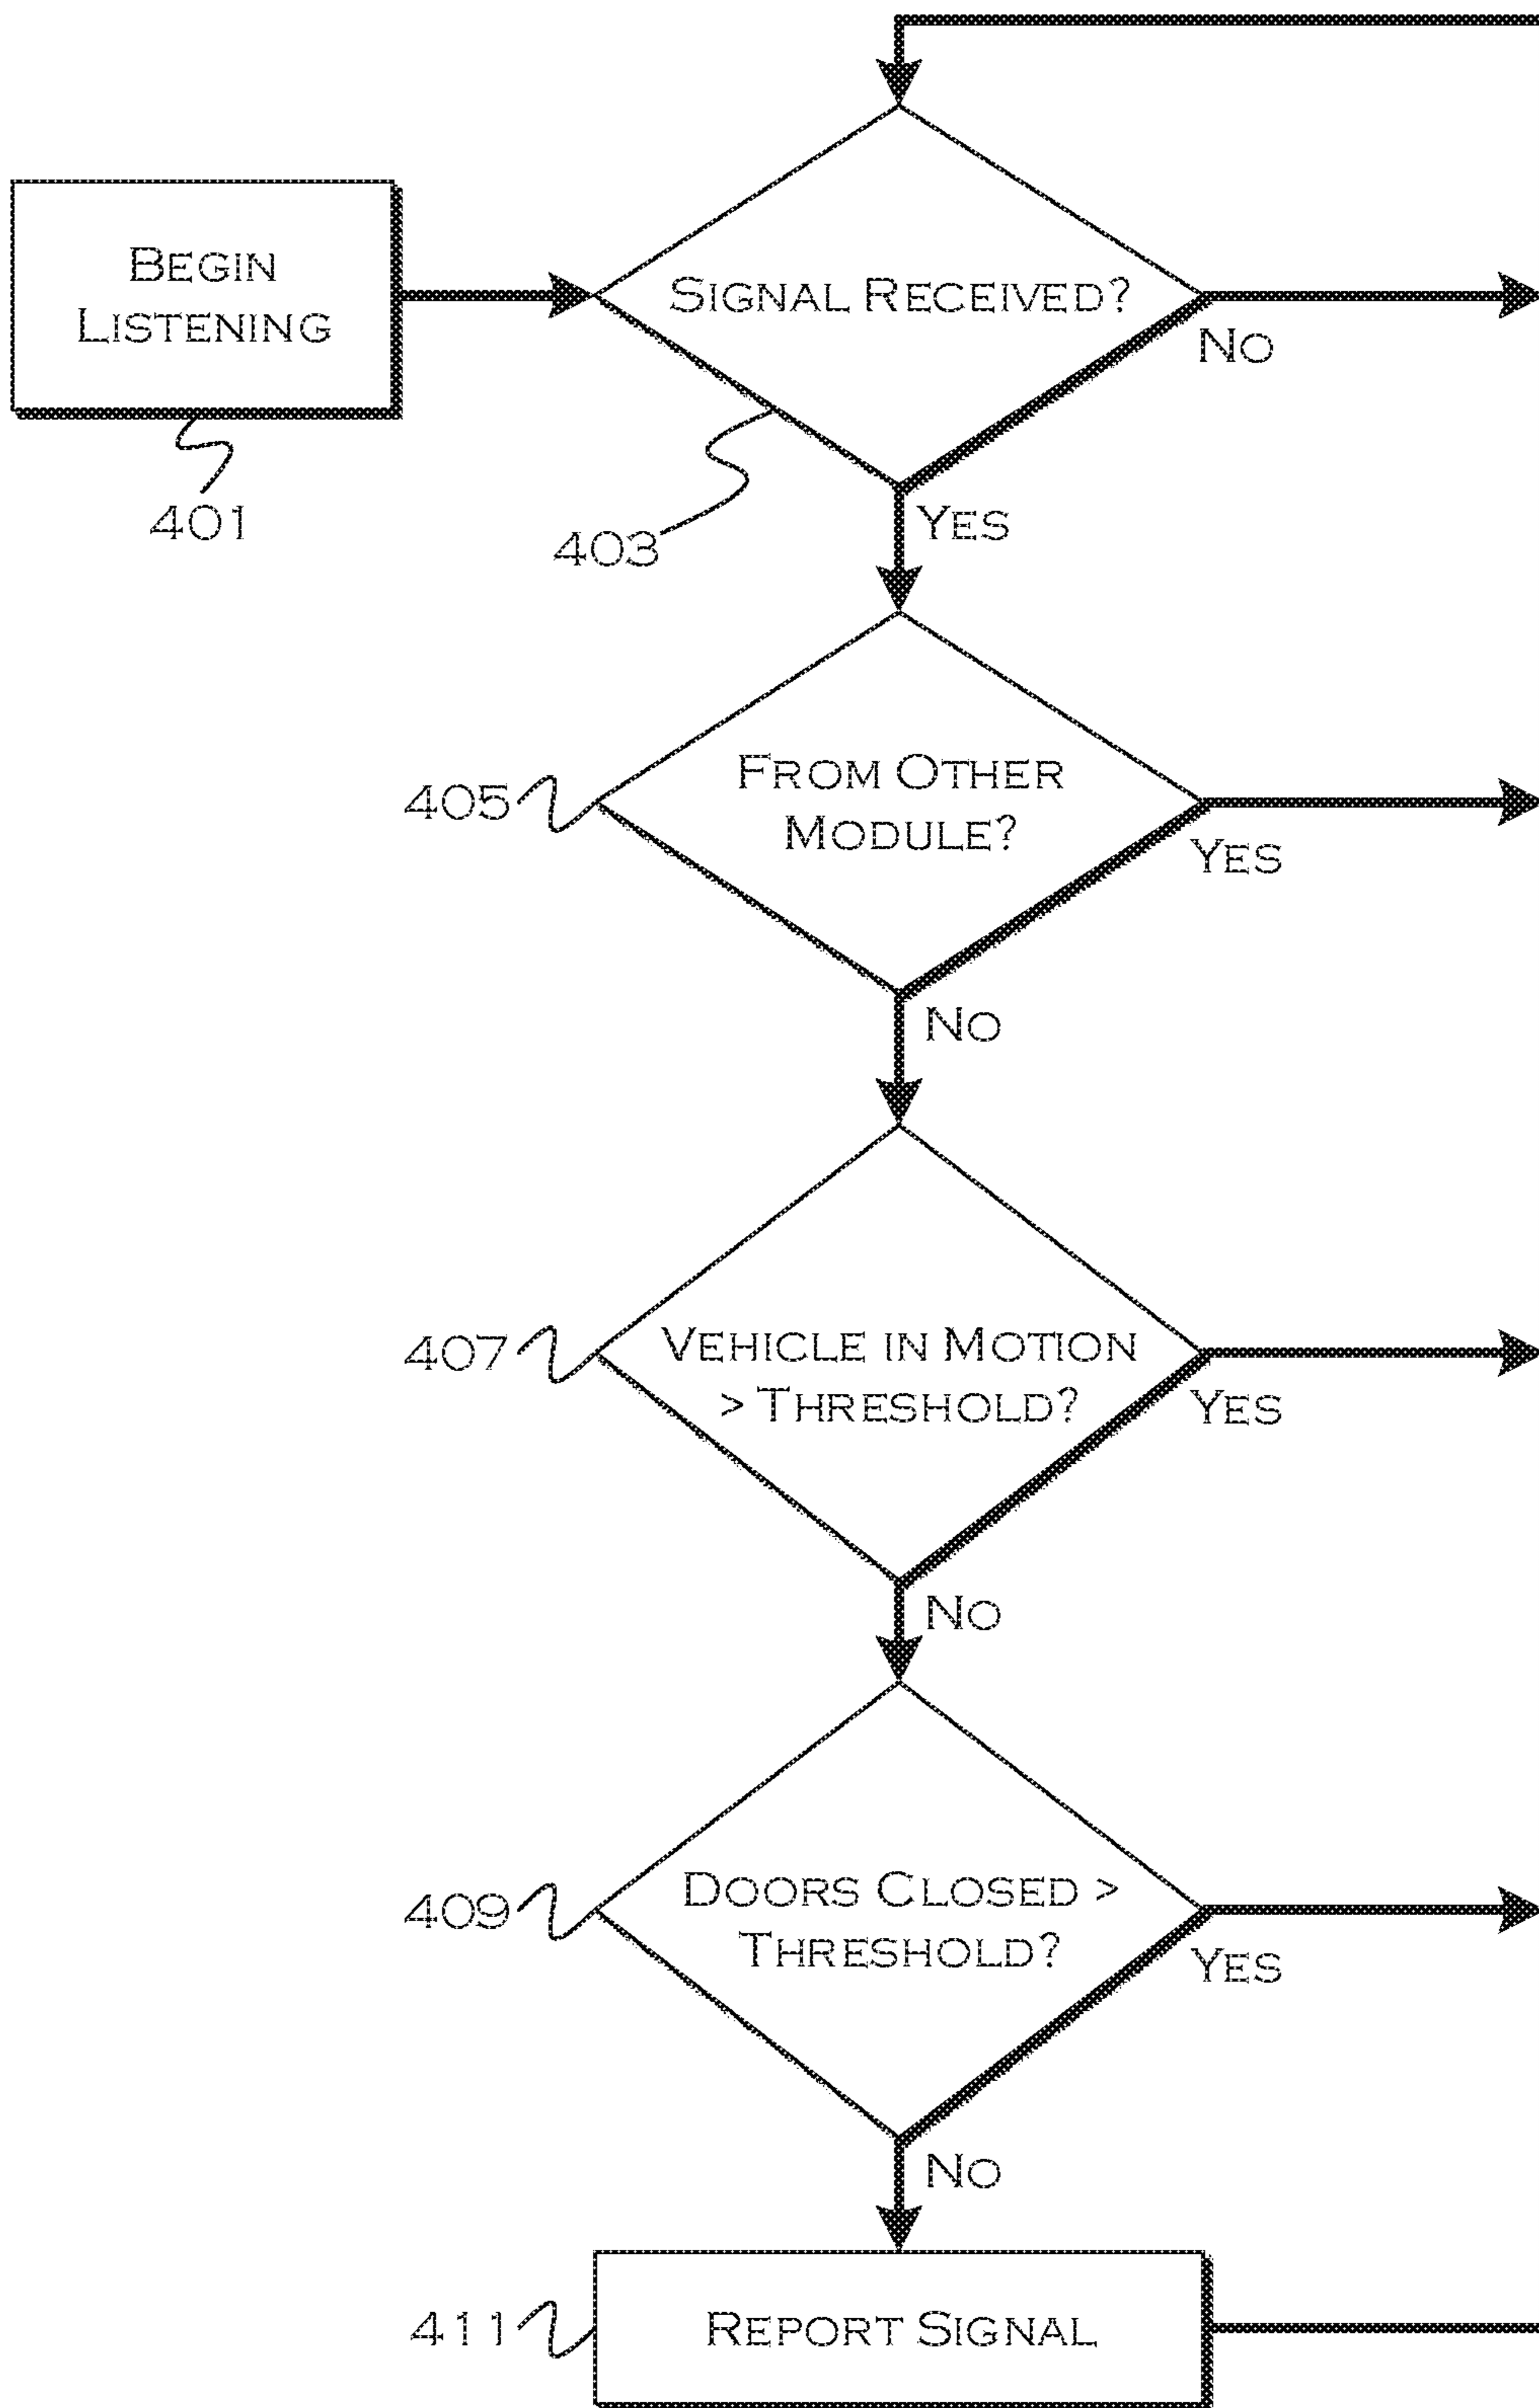 BEGIN
LISTENING
401
SIGNAL RECEIVED?
NO
403
YES
FROM OTHER
MODULE?
405
YES
NO
VEHICLE IN MOTION
> THRESHOLD?
407
YES
NO
DOORS CLOSED >
THRESHOLD?
409
YES
NO
REPORT SIGNAL
411